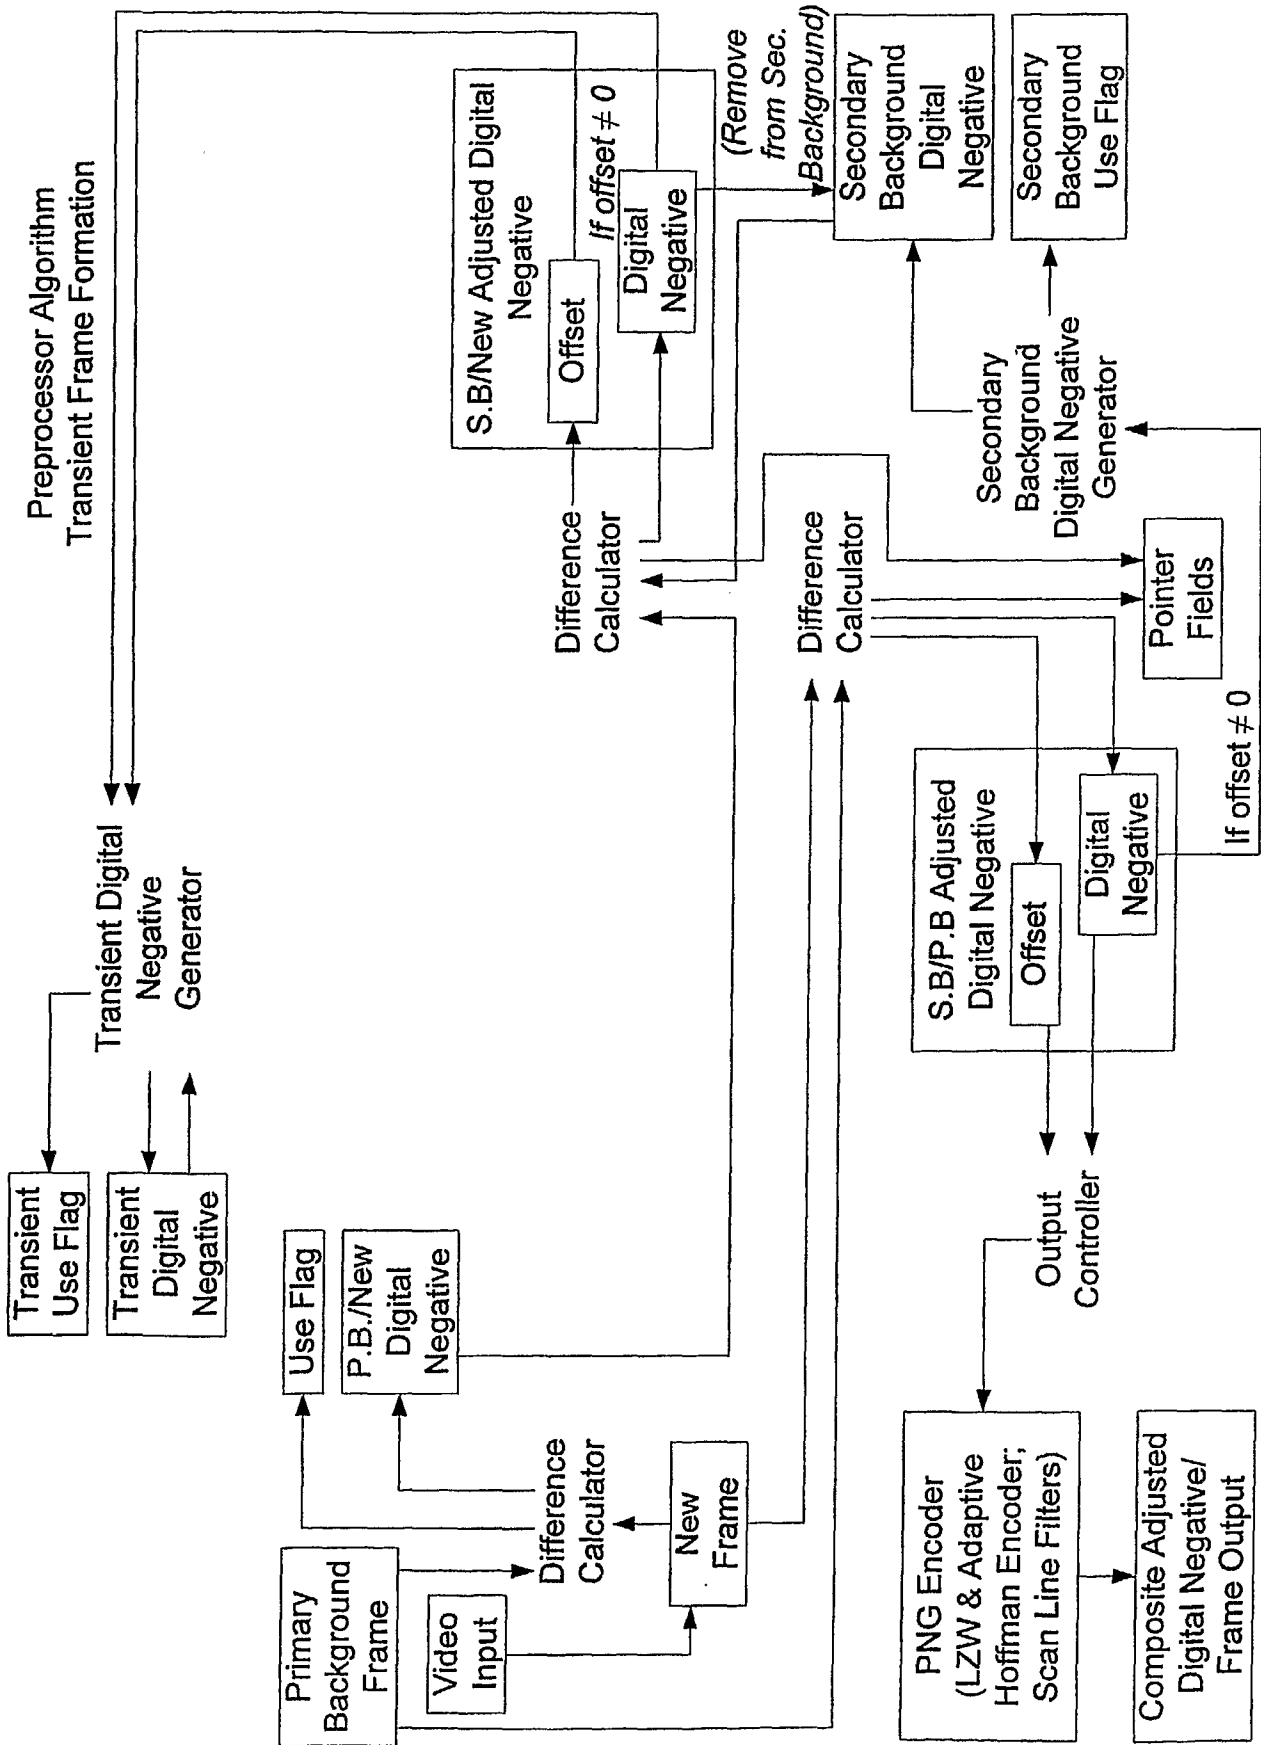 Preprocessor Algorithm
Transient Frame Formation
Transient
Use Flag
Transient
Digital
Negative
Transient Digital
Negative
Generator
Primary
Background
Frame
Video
Input
Use Flag
P.B./New
Digital
Negative
Difference
Calculator
New
Frame
Difference
Calculator
S.B/New Adjusted Digital
Negative
Offset
If offset ≠ 0
Digital
Negative
(Remove
from Sec.
Background)
Difference
Calculator
Secondary
Background
Digital
Negative
Secondary
Background
Use Flag
Secondary
Background
Digital Negative
Generator
Pointer
Fields
S.B/P.B Adjusted
Digital Negative
Offset
Digital
Negative
If offset ≠ 0
Output
Controller
PNG Encoder
(LZW & Adaptive
Hoffman Encoder;
Scan Line Filters)
Composite Adjusted
Digital Negative/
Frame Output